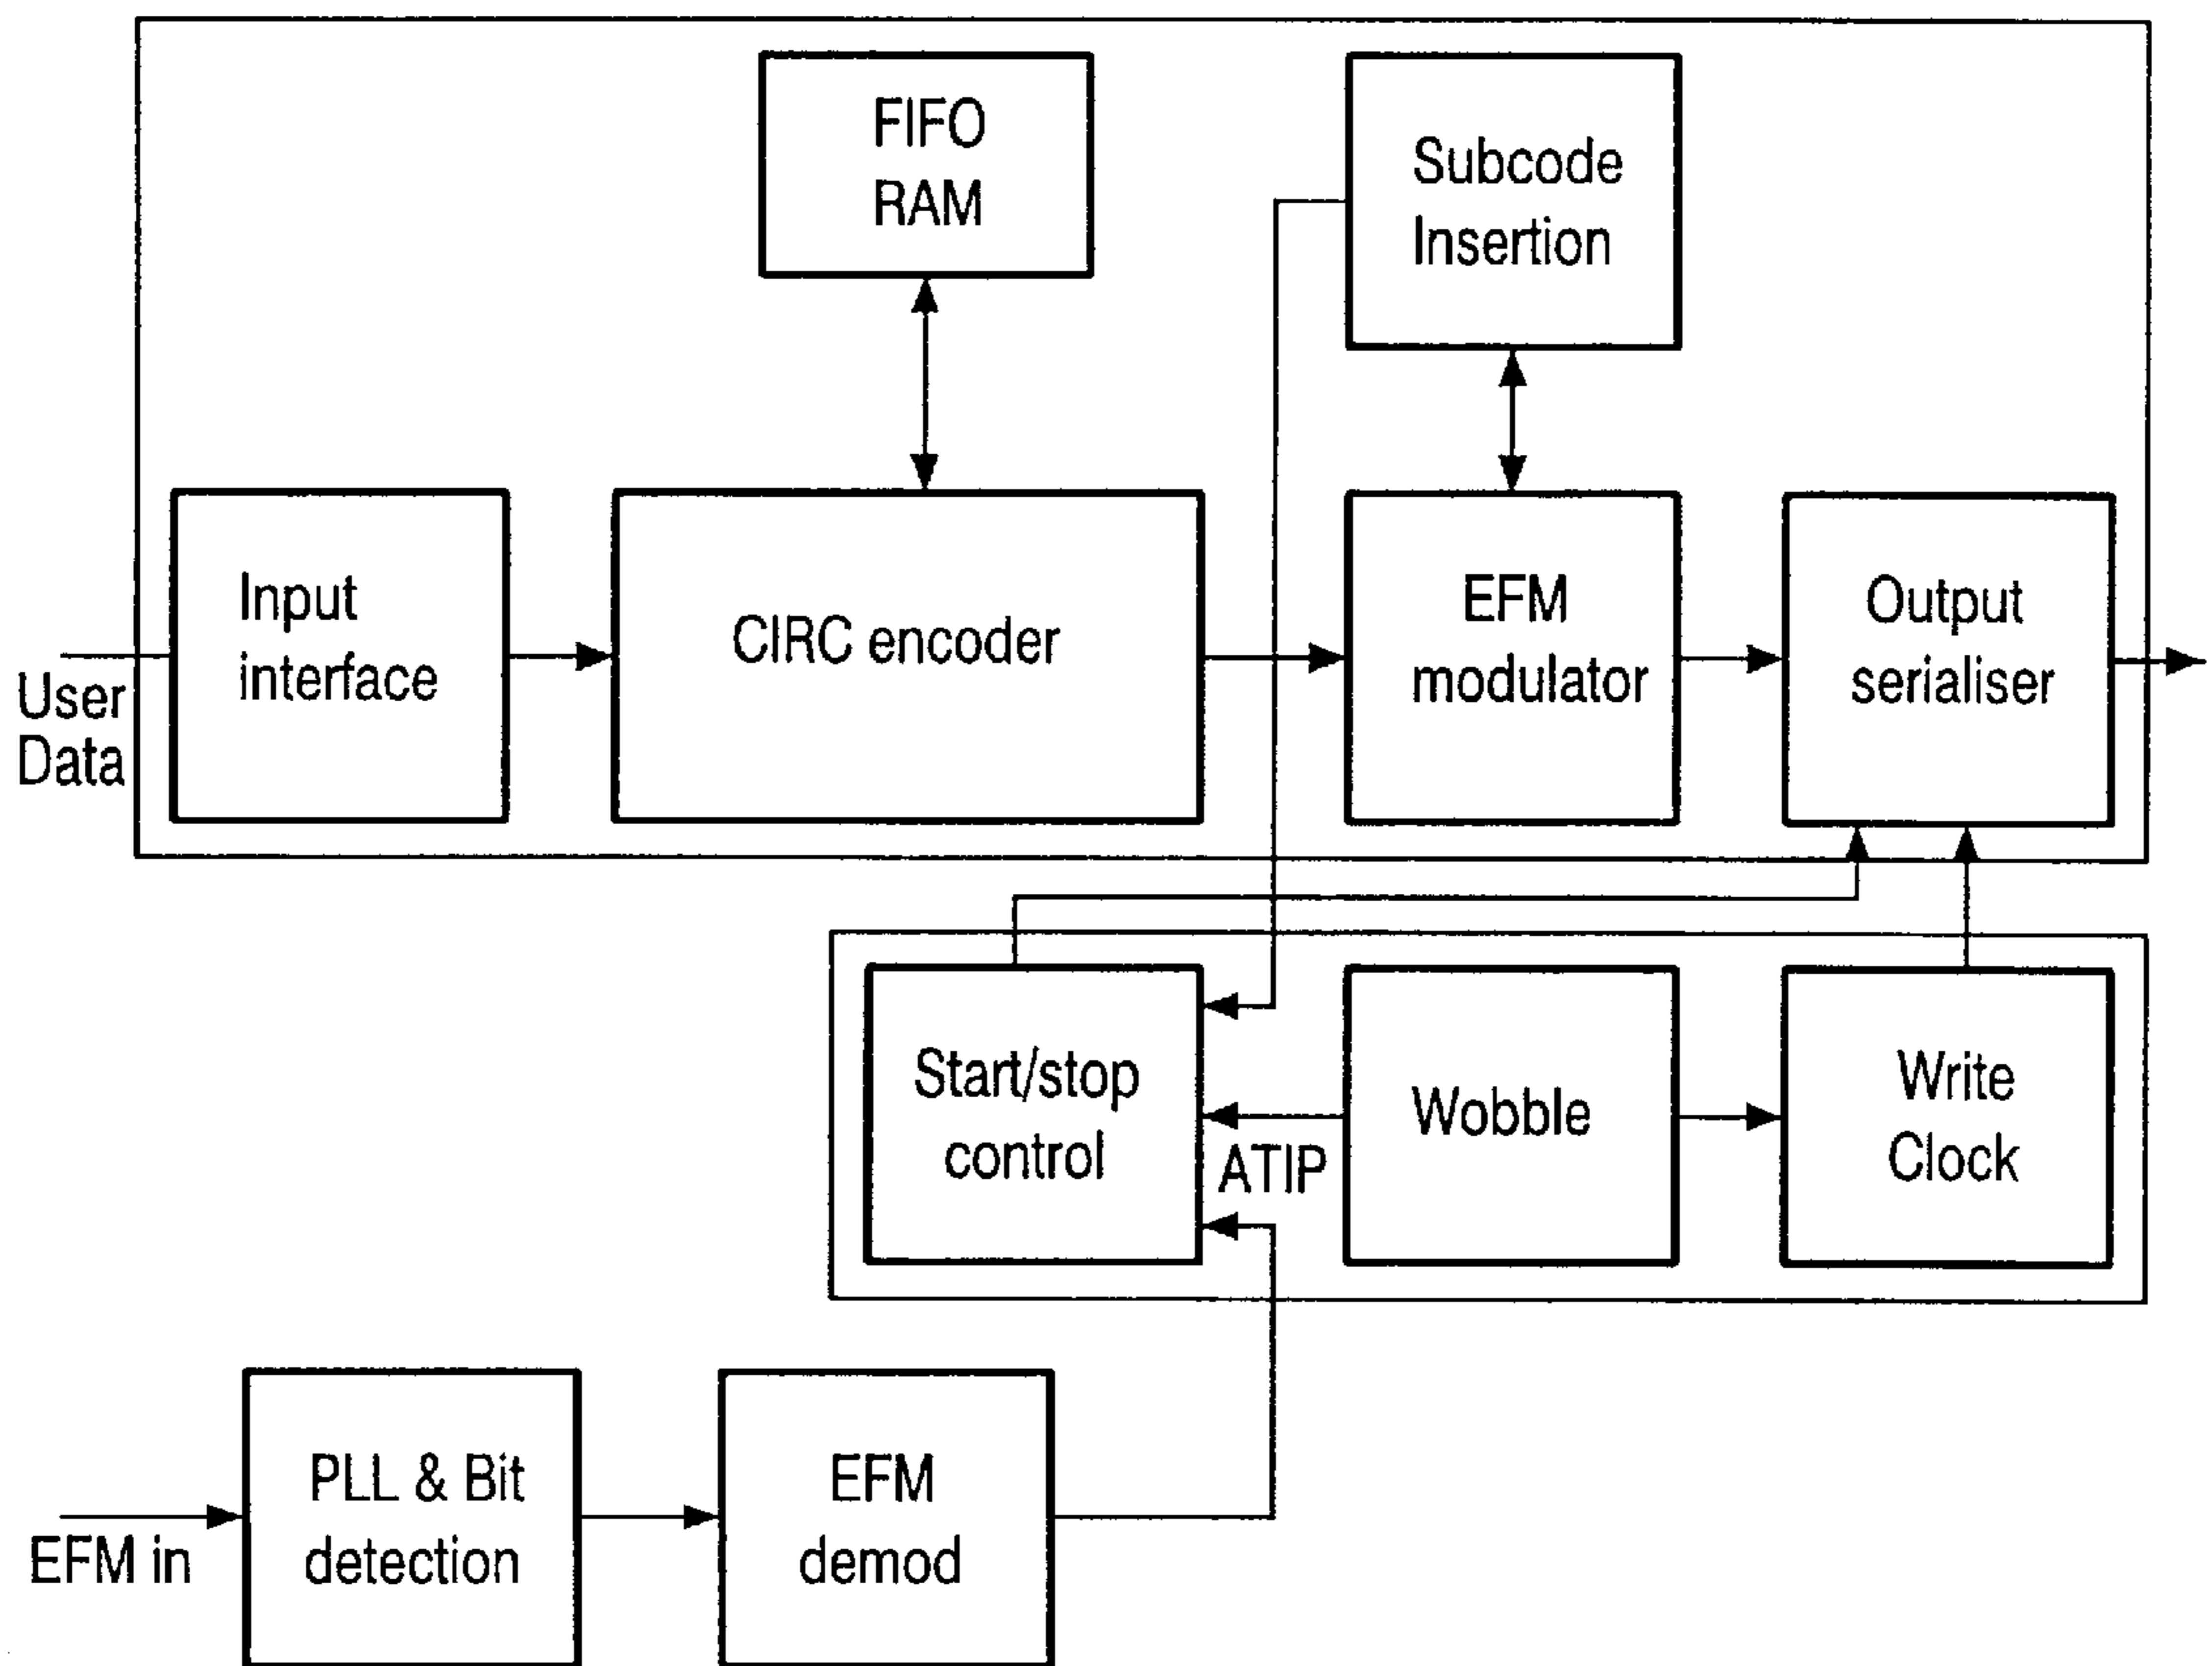 FIFO
RAM
Subcode
Insertion
Input
interface
CIRC encoder
EFM
modulator
Output
serialiser
User
Data
Start/stop
control
ATIP
Wobble
Write
Clock
PLL & Bit
detection
EFM
demod
EFM in